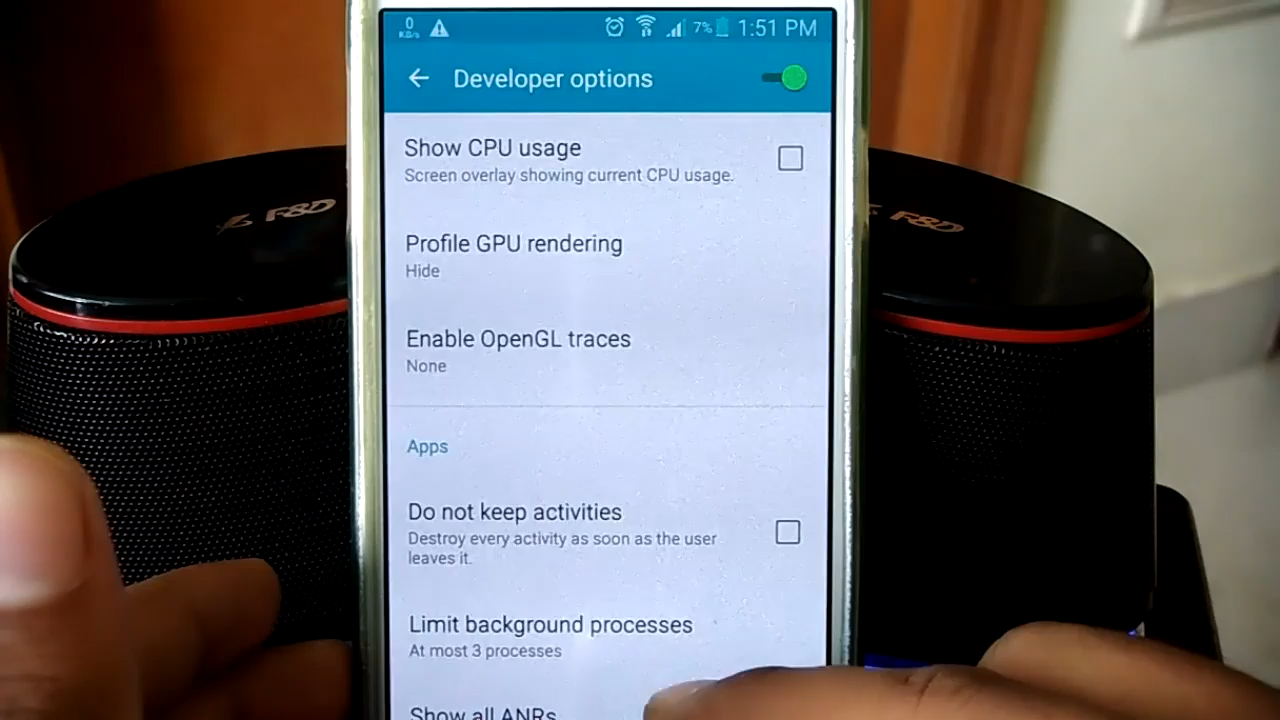 0
KB/s
7%
1:51 PM
Developer options
Show CPU usage
Screen overlay showing current CPU usage.
F&D
F&D
Profile GPU rendering
Hide
Enable OpenGL traces
None
Apps
Do not keep activities
Destroy every activity as soon as the user
leaves it.
Limit background processes
At most 3 processes
Show all ANRs